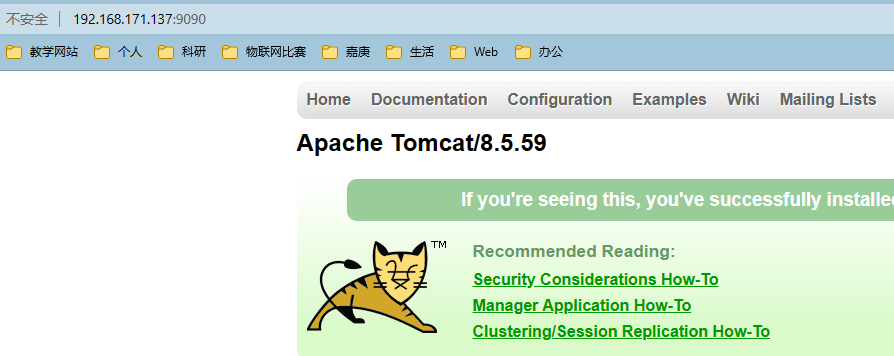 不安全 192.168.171.137:9090
教学网站 个人 科研 物联网比赛 嘉庚 生活 Web 办公
Home Documentation Configuration Examples Wiki Mailing Lists
Apache Tomcat/8.5.59
If you're seeing this, you've successfully installe
TM
Recommended Reading:
Security Considerations How-To
Manager Application How-To
Clustering/Session Replication How-To